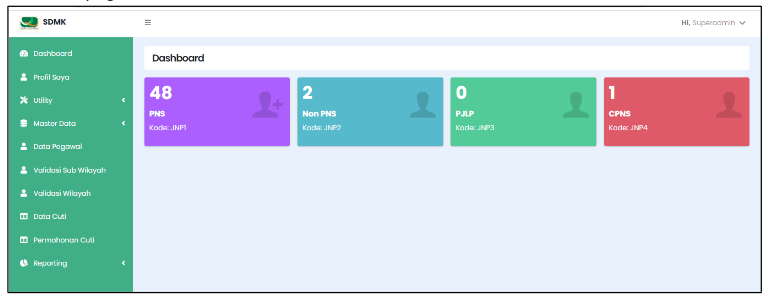 SDMK
Hi, Superadmin
Dashboard
Profil Saya
Utility
Master Data
Data Pegawai
Validasi Sub Wilayah
Validasi Wilayah
Data Cuti
Permohonan Cuti
Reporting
Dashboard
48
PNS
Kode: JNP1
2
Non PNS
Kode: JNP2
0
PJLP
Kode: JNP3
1
CPNS
Kode: JNP4